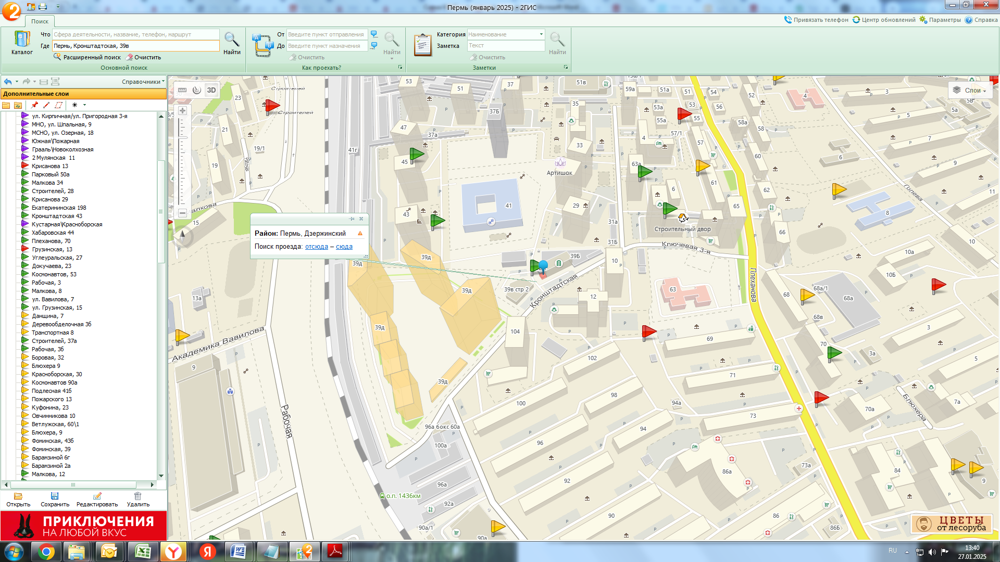 Пермь (январь 2025) - 2ГИС
Поиск
Привязать телефон
Центр обновлений
Параметры
Справка
Каталог
Что
Сфера деятельности, название, телефон, маршрут
Где
Пермь, Кронштадтская, 39в
Расширенный поиск
Очистить
Найти
Основной поиск
От
Введите пункт отправления
До
Введите пункт назначения
Очистить
Найти
Как проехать?
Категория
Наименование
Заметка
Текст
Очистить
Найти
Заметки
Справочники
Дополнительные слои
ул. Кирпичная/ул. Пригородная 3-я
МНО, ул. Шпальная, 9
МСНО, ул. Озерная, 18
Южная\Пожарная
Грааль\Новоколхозная
2 Мулянская 11
Крисанова 13
Парковый 50а
Малкова 34
Строителей, 28
Крисанова 29
Екатерининская 198
Кронштадтская 43
Кустарная\Красноборская
Хабаровская 44
Плеханова, 70
Грузинская, 13
Углеуральская, 27
Докучаева, 23
Космонавтов, 53
Рабочая, 3
Малкова, 8
ул. Вавилова, 7
ул. Грузинская, 15
Данщина, 7
Деревообделочная 3б
Транспортная 8
Строителей, 37а
Рабочая, 3б
Боровая, 32
Блюхера 9
Красноборская, 30
Космонавтов 90а
Подлесная 41б
Пожарского 13
Куфонина, 23
Овчинникова 10
Ветлужская, 60\1
Блюхера, 9
Фоминская, 43б
Фоминская, 39
Барамзиной 6г
Барамзиной 2а
Малкова, 12
Открыть
Сохранить
Редактировать
Удалить
ПРИКЛЮЧЕНИЯ
НА ЛЮБОЙ ВКУС
3D
Слои
Район: Пермь, Дзержинский
Поиск проезда: отсюда – сюда
Строителей
Строителей
23
21
19/1
19
15
13а
9
53
51
37
51в
37Б
35
47
37а
41г
45
33
Артишок
43
41
29
31а
31Б
39Б
10
39д
39д
39д
39д
39д
39в стр 2
Кронштадтская
12
104
102
100
98
96
94
92
90
94а
96а бокс 60а
100а
96а
92а
90а/1
90а
о.п. 1436км
Академика Вавилова
Рабочая
59а
51а
51
54
53
53а
56
55а
55
57/1
58а
58
52
4
57
60
63а
61
6
62
65
66
Строительный двор
Ключевая 3-я
Плеханова
63
68
68а/1
68а
68в
69
70
71
73
73а
3а
70а
7а
84
86а
86
86Б
9
Блюхера
Голева
4
3
5
5а
5В
7
6
9
11
8
10
10а
10Б
3
5
ЦВЕТЫ
от лесоруба
RU
13:40
27.01.2025